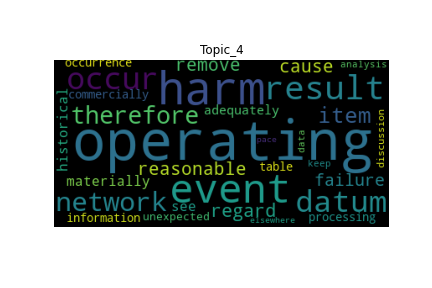 Topic_4
occurrence remove cause analysis
occur harm result
commercially
historical therefore adequately item
operating pace data discussion
reasonable table keep failure
materially event datum
network see regard
information unexpected elsewhere processing